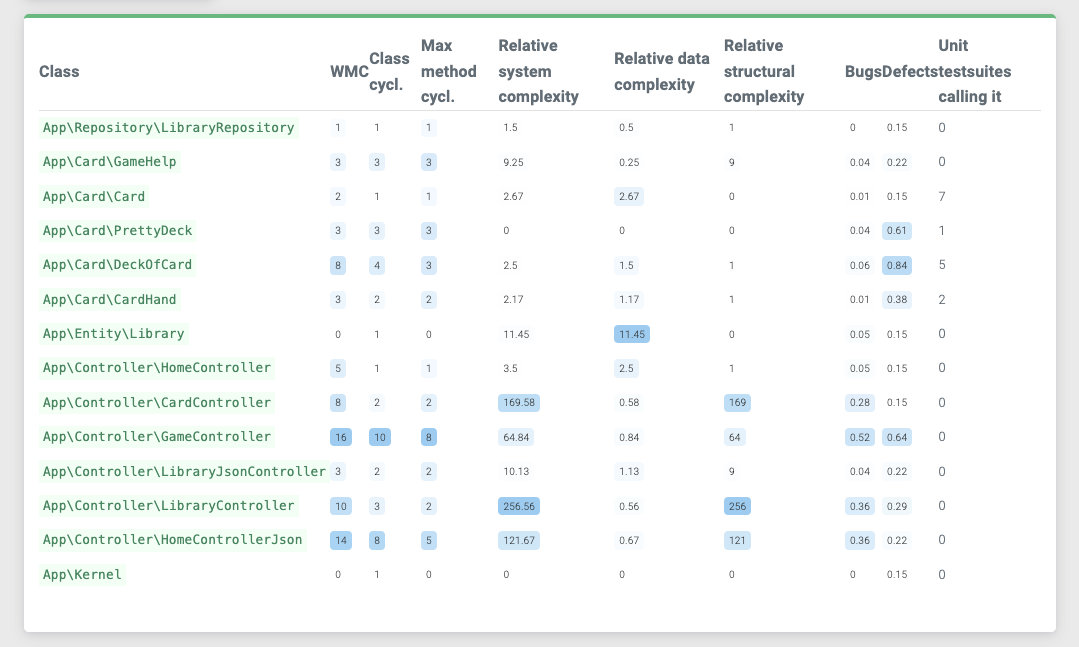 Class WMC Class cycl. Max method cycl. Relative system complexity Relative data complexity Relative structural complexity Bugs Defects Unit testsuites calling it
App\Repository\LibraryRepository 1 1 1 1.5 0.5 1 0 0.15 0
App\Card\GameHelp 3 3 3 9.25 0.25 9 0.04 0.22 0
App\Card\Card 2 1 1 2.67 2.67 0 0.01 0.15 7
App\Card\PrettyDeck 3 3 3 0 0 0 0.04 0.61 1
App\Card\DeckOfCard 8 4 3 2.5 1.5 1 0.06 0.84 5
App\Card\CardHand 3 2 2 2.17 1.17 1 0.01 0.38 2
App\Entity\Library 0 1 0 11.45 11.45 0 0.05 0.15 0
App\Controller\HomeController 5 1 1 3.5 2.5 1 0.05 0.15 0
App\Controller\CardController 8 2 2 169.58 0.58 169 0.28 0.15 0
App\Controller\GameController 16 10 8 64.84 0.84 64 0.52 0.64 0
App\Controller\LibraryJsonController 3 2 2 10.13 1.13 9 0.04 0.22 0
App\Controller\LibraryController 10 3 2 256.56 0.56 256 0.36 0.29 0
App\Controller\HomeControllerJson 14 8 5 121.67 0.67 121 0.36 0.22 0
App\Kernel 0 1 0 0 0 0 0 0.15 0